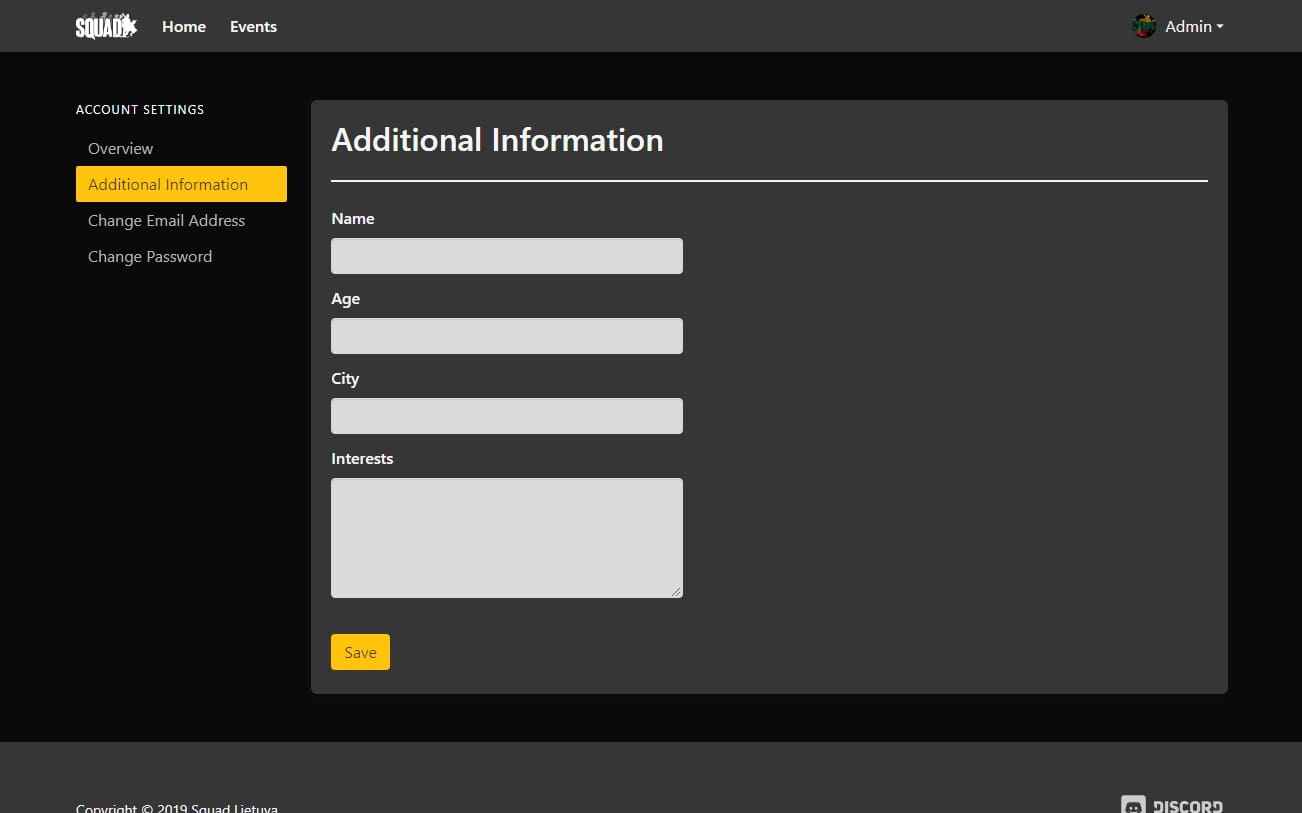 SQUAD
Home
Events
Admin
ACCOUNT SETTINGS
Overview
Additional Information
Change Email Address
Change Password
Additional Information
Name
Age
City
Interests
Save
Copyright © 2019 Squad Lietuva
DISCORD